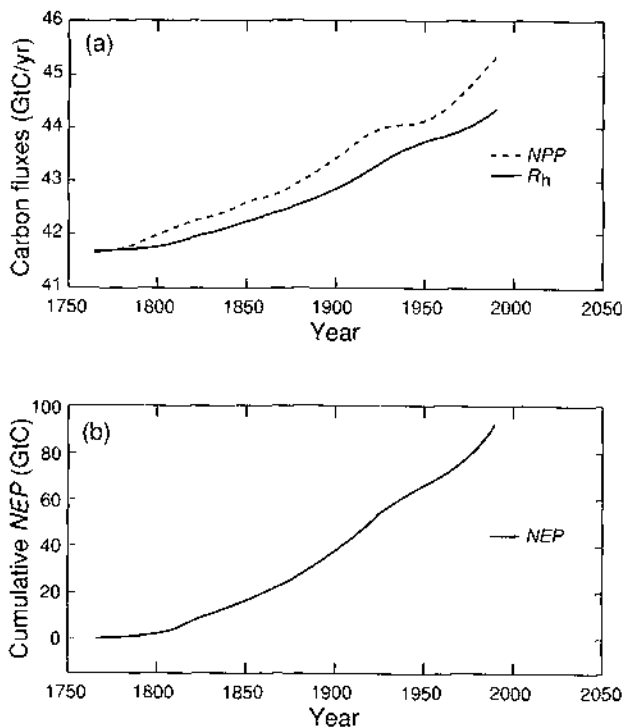 (a)
Carbon fluxes (GtC/yr)
46
45
44
43
42
41
NPP
Rh
1750 1800 1850 1900 1950 2000 2050
Year
(b)
Cumulative NEP (GtC)
100
80
60
40
20
0
NEP
1750 1800 1850 1900 1950 2000 2050
Year